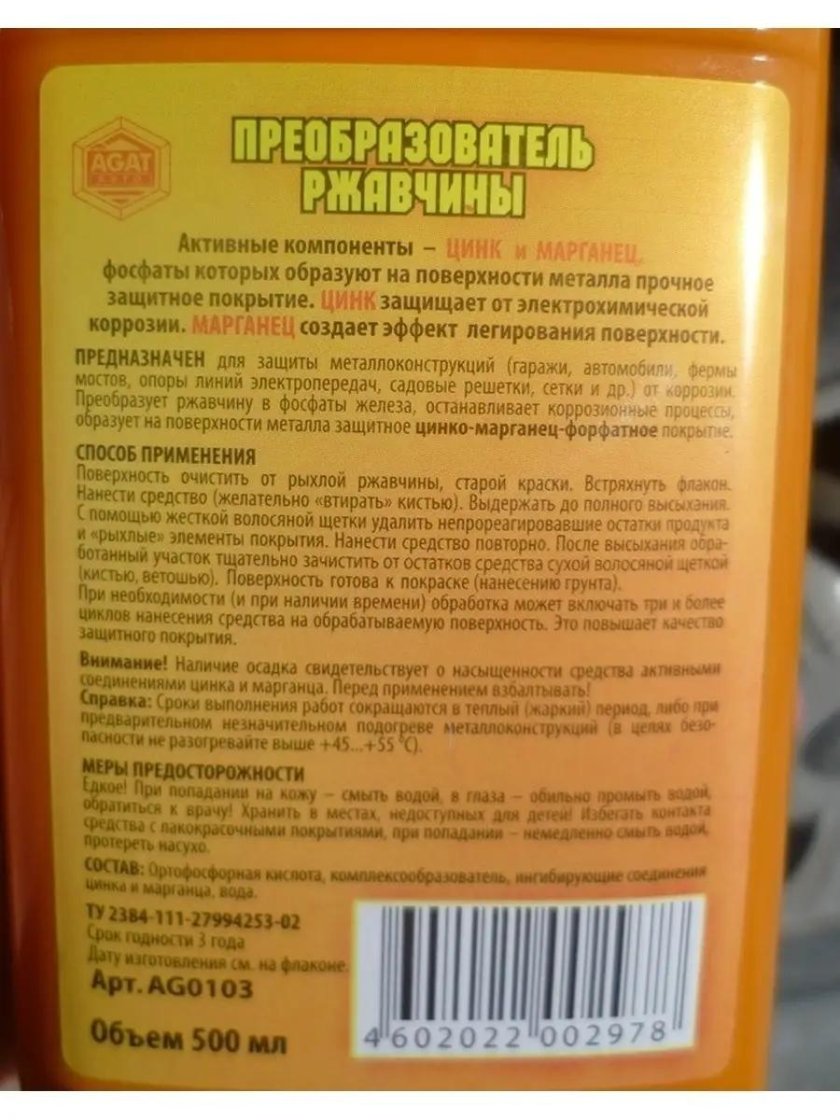 AGAT
АВТО
ПРЕОБРАЗОВАТЕЛЬ
РЖАВЧИНЫ
Активные компоненты – ЦИНК и МАРГАНЕЦ,
фосфаты которых образуют на поверхности металла прочное
защитное покрытие. ЦИНК защищает от электрохимической
коррозии. МАРГАНЕЦ создает эффект легирования поверхности.
ПРЕДНАЗНАЧЕН для защиты металлоконструкций (гаражи, автомобили, фермы
мостов, опоры линий электропередач, садовые решетки, сетки и др.) от коррозии.
Преобразует ржавчину в фосфаты железа, останавливает коррозионные процессы,
образует на поверхности металла защитное цинко-марганец-форфатное покрытие.
СПОСОБ ПРИМЕНЕНИЯ
Поверхность очистить от рыхлой ржавчины, старой краски. Встряхнуть флакон.
Нанести средство (желательно «втирать» кистью). Выдержать до полного высыхания.
С помощью жесткой волосяной щетки удалить непрореагировавшие остатки продукта
и «рыхлые» элементы покрытия. Нанести средство повторно. После высыхания обра-
ботанный участок тщательно зачистить от остатков средства сухой волосяной щеткой
(кистью, ветошью). Поверхность готова к покраске (нанесению грунта).
При необходимости (и при наличии времени) обработка может включать три и более
циклов нанесения средства на обрабатываемую поверхность. Это повышает качество
защитного покрытия.
Внимание! Наличие осадка свидетельствует о насыщенности средства активными
соединениями цинка и марганца. Перед применением взбалтывать!
Справка: Сроки выполнения работ сокращаются в теплый (жаркий) период, либо при
предварительном незначительном подогреве металлоконструкций (в целях безо-
пасности не разогревайте выше +45...+55 °С).
МЕРЫ ПРЕДОСТОРОЖНОСТИ
Едкое! При попадании на кожу – смыть водой, в глаза – обильно промыть водой,
обратиться к врачу! Хранить в местах, недоступных для детей! Избегать контакта
средства с лакокрасочными покрытиями, при попадании – немедленно смыть водой,
протереть насухо.
СОСТАВ: Ортофосфорная кислота, комплексообразователь, ингибирующие соединения
цинка и марганца, вода.
ТУ 2384-111-27994253-02
Срок годности 3 года
Дату изготовления см. на флаконе.
Арт. AG0103
Объем 500 мл
4 602022 002978